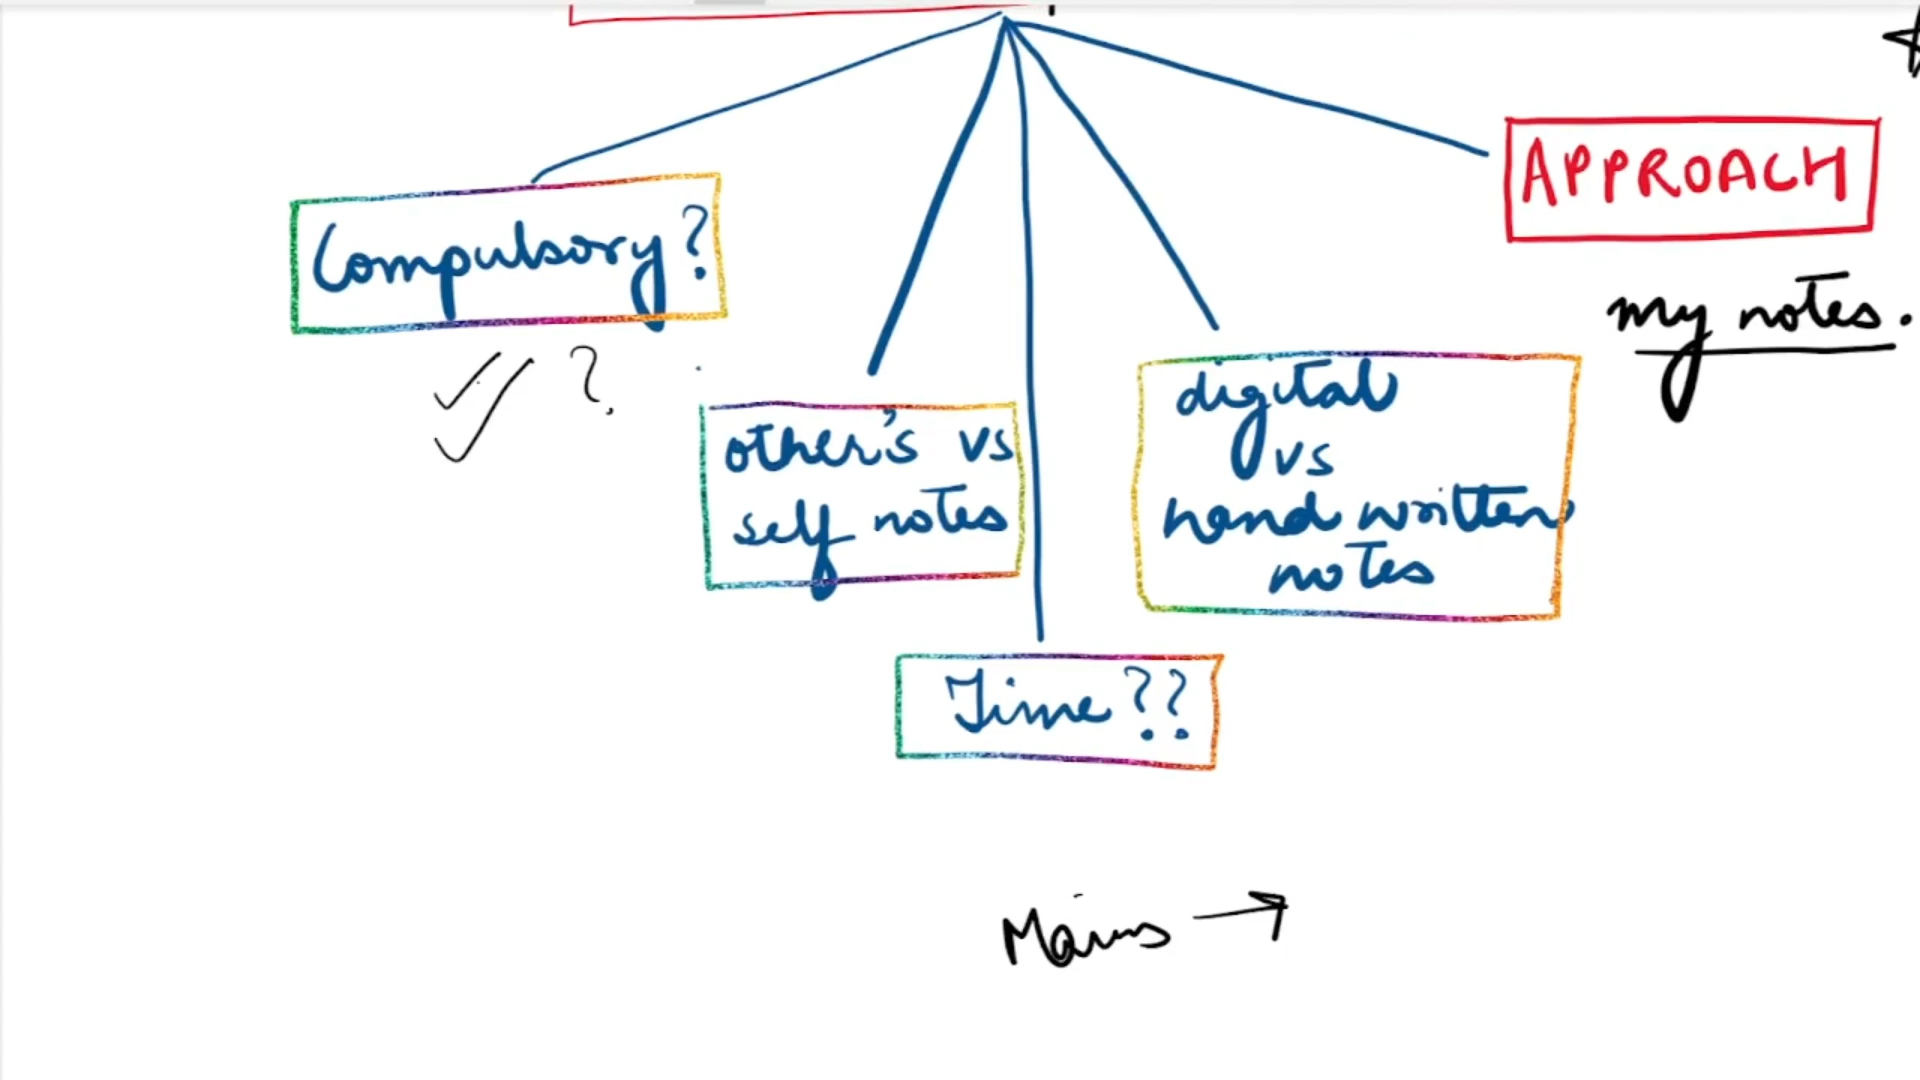 APPROACH
Compulsory?
?
my notes.
digital
vs
hand written
notes
other's vs
self notes
Time??
Mains →